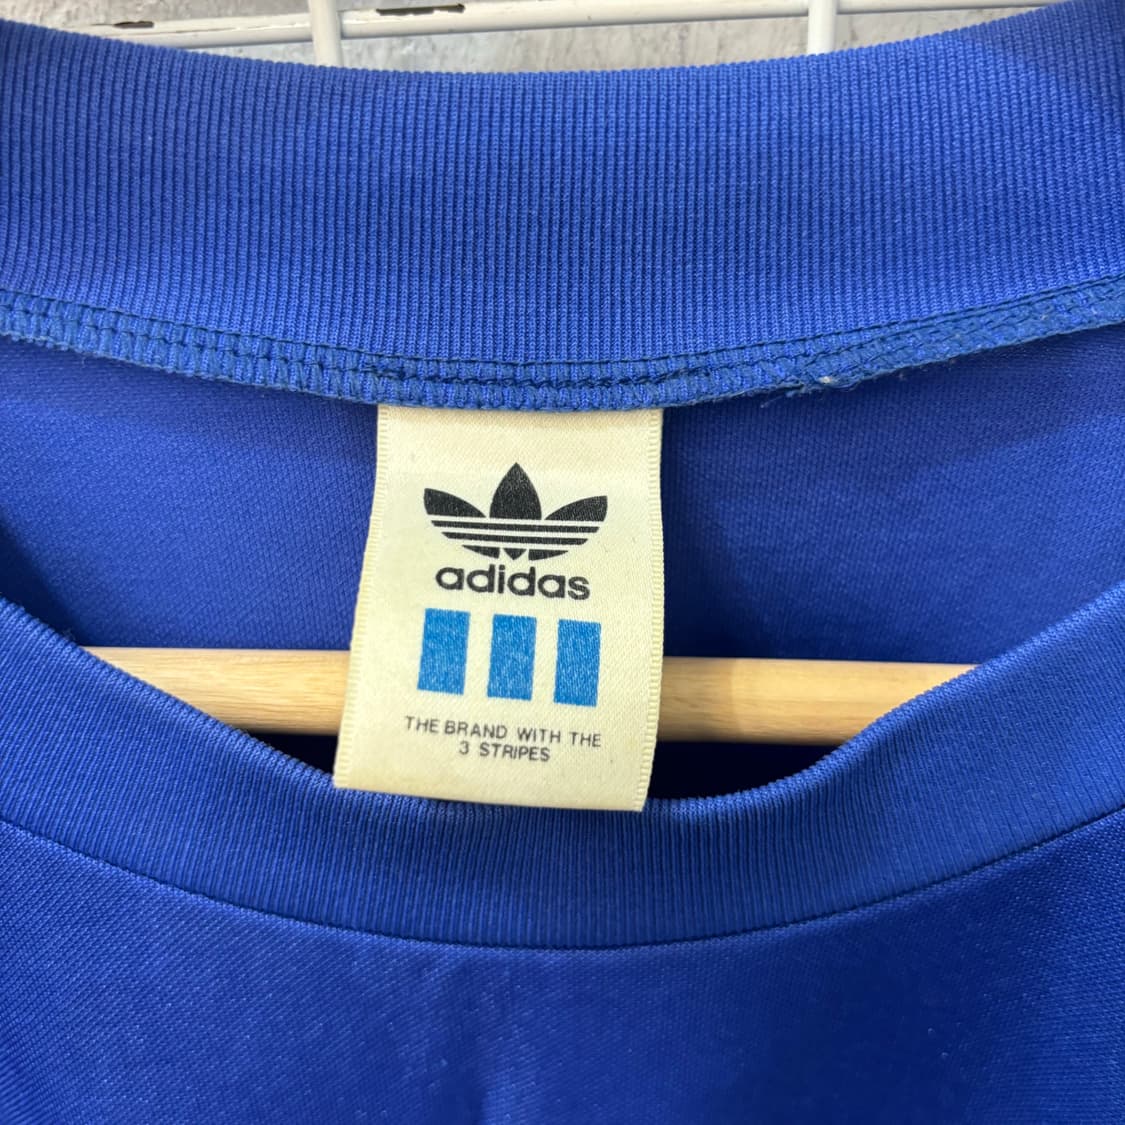 adidas
THE BRAND WITH THE
3 STRIPES